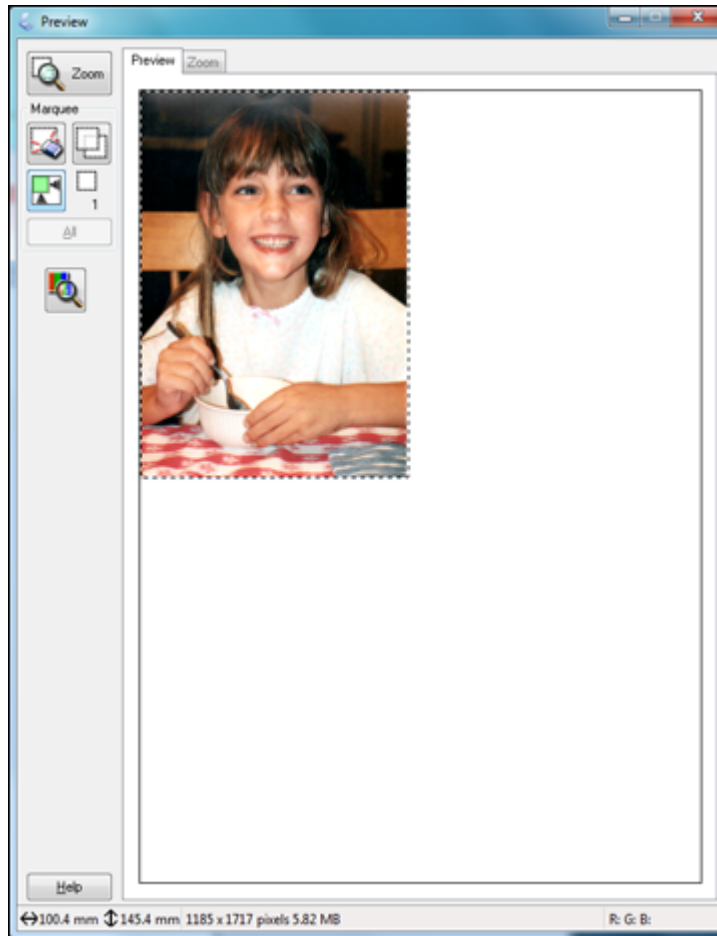 Preview
Preview Zoom
Zoom
Marquee
1
All
Help
100.4 mm 145.4 mm 1185 x 1717 pixels 5.82 MB R: G: B: